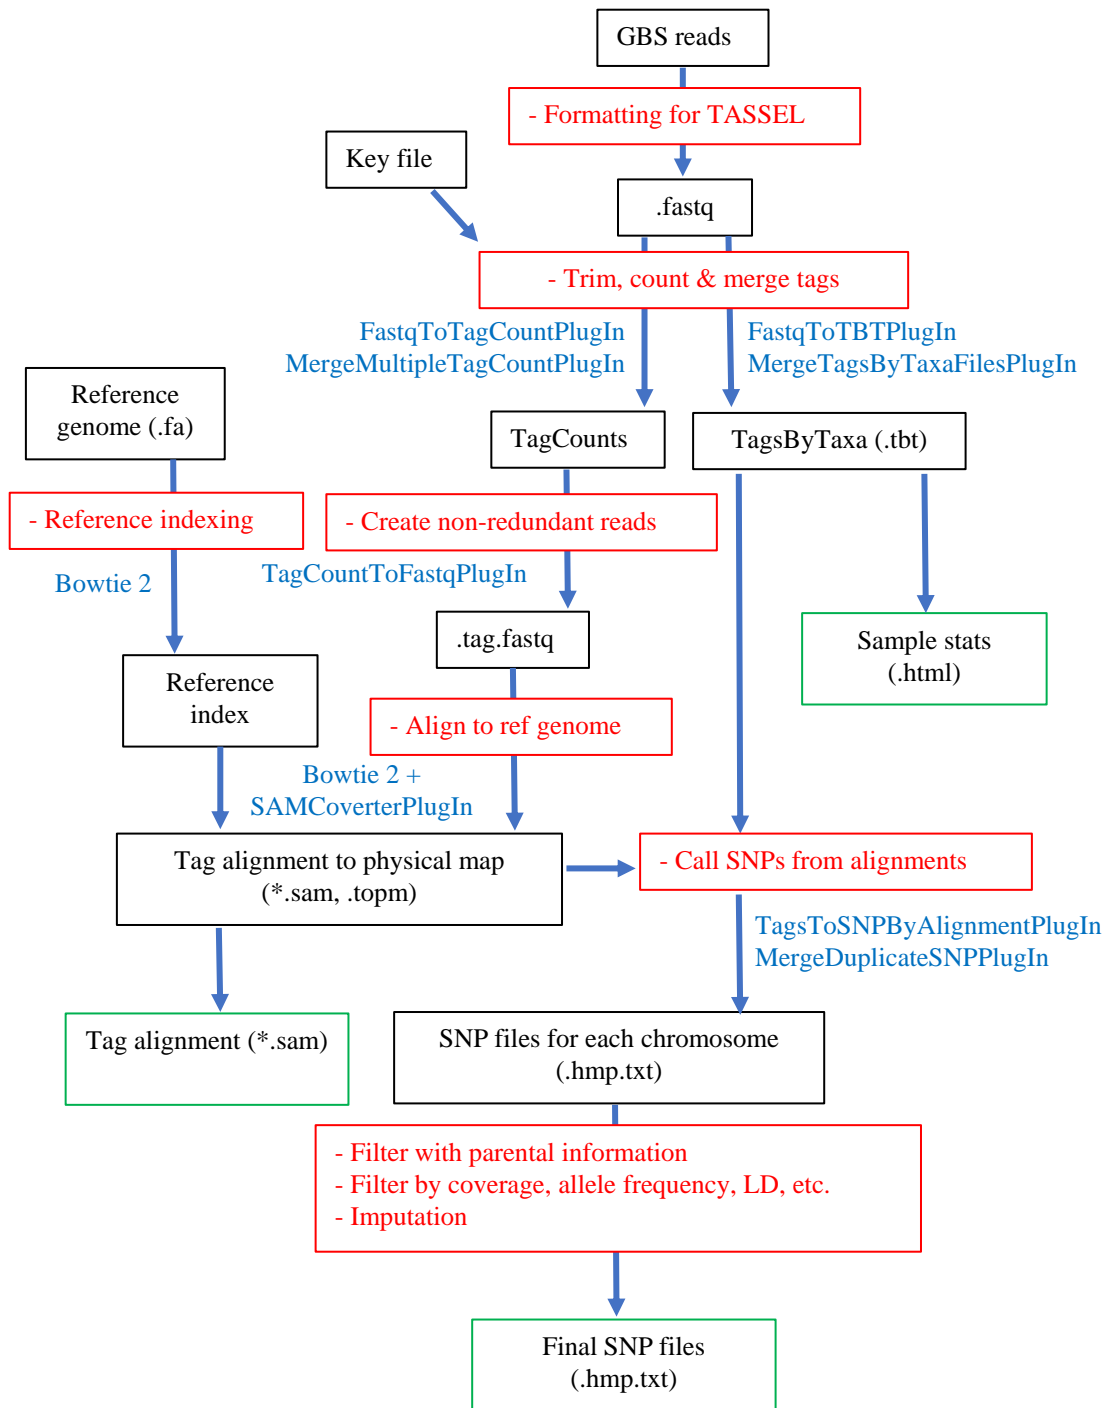 GBS reads
- Formatting for TASSEL
Key file
.fastq
- Trim, count & merge tags
FastqToTagCountPlugIn
MergeMultipleTagCountPlugIn
FastqToTBTPlugIn
MergeTagsByTaxaFilesPlugIn
Reference
genome (.fa)
TagCounts
TagsByTaxa (.tbt)
- Reference indexing
- Create non-redundant reads
Bowtie 2
TagCountToFastqPlugIn
.tag.fastq
Sample stats
(.html)
Reference
index
- Align to ref genome
Bowtie 2 +
SAMCoverterPlugIn
Tag alignment to physical map
(*.sam, .topm)
- Call SNPs from alignments
TagsToSNPByAlignmentPlugIn
MergeDuplicateSNPPlugIn
Tag alignment (*.sam)
SNP files for each chromosome
(.hmp.txt)
- Filter with parental information
- Filter by coverage, allele frequency, LD, etc.
- Imputation
Final SNP files
(.hmp.txt)